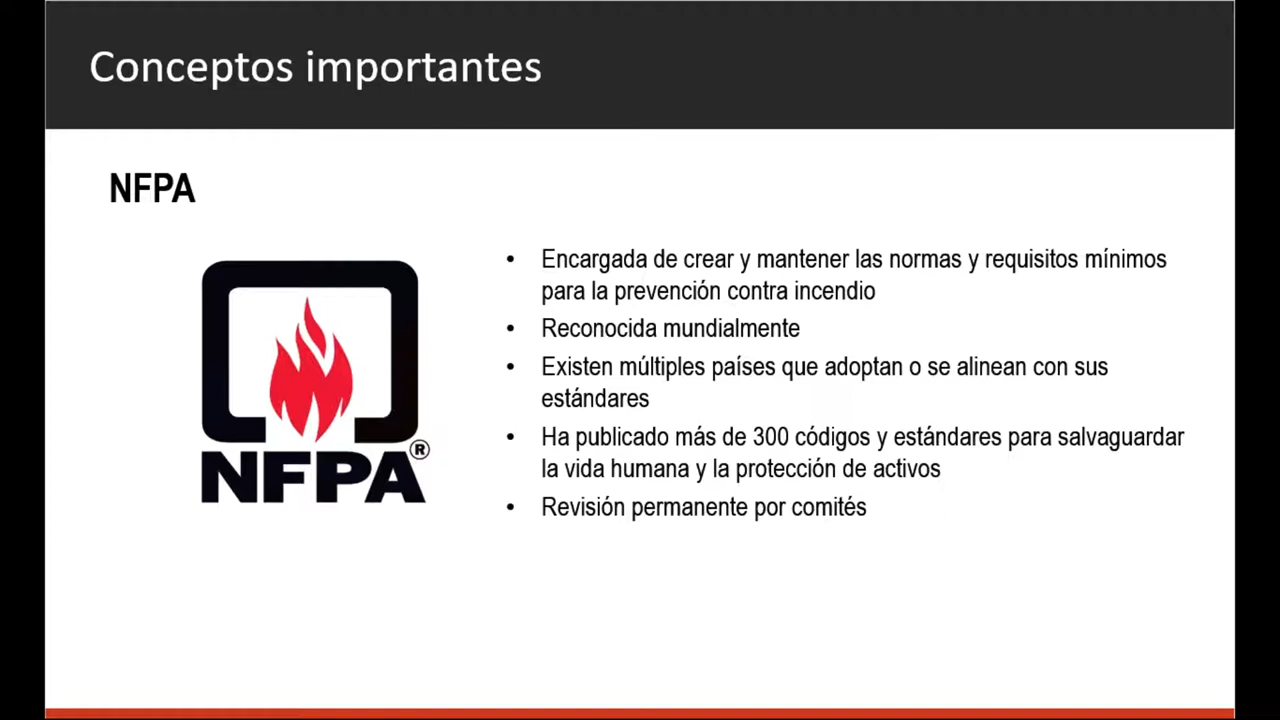 Conceptos importantes
NFPA
• Encargada de crear y mantener las normas y requisitos mínimos
para la prevención contra incendio
• Reconocida mundialmente
• Existen múltiples países que adoptan o se alinean con sus
estándares
• Ha publicado más de 300 códigos y estándares para salvaguardar
la vida humana y la protección de activos
• Revisión permanente por comités
NFPA®